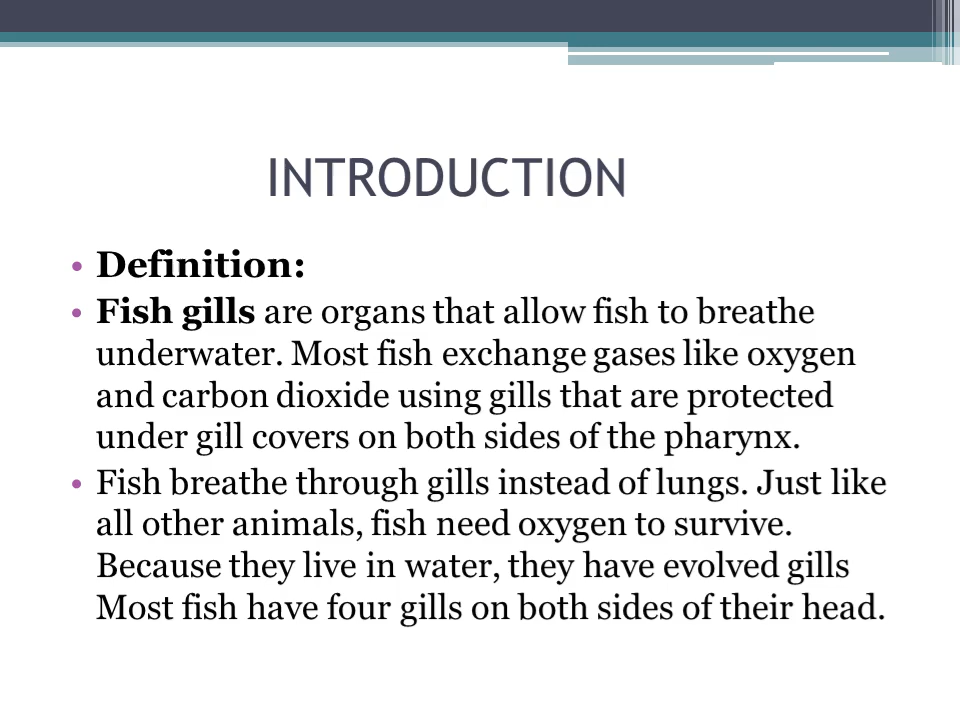 INTRODUCTION
• Definition:
• Fish gills are organs that allow fish to breathe
underwater. Most fish exchange gases like oxygen
and carbon dioxide using gills that are protected
under gill covers on both sides of the pharynx.
• Fish breathe through gills instead of lungs. Just like
all other animals, fish need oxygen to survive.
Because they live in water, they have evolved gills
Most fish have four gills on both sides of their head.